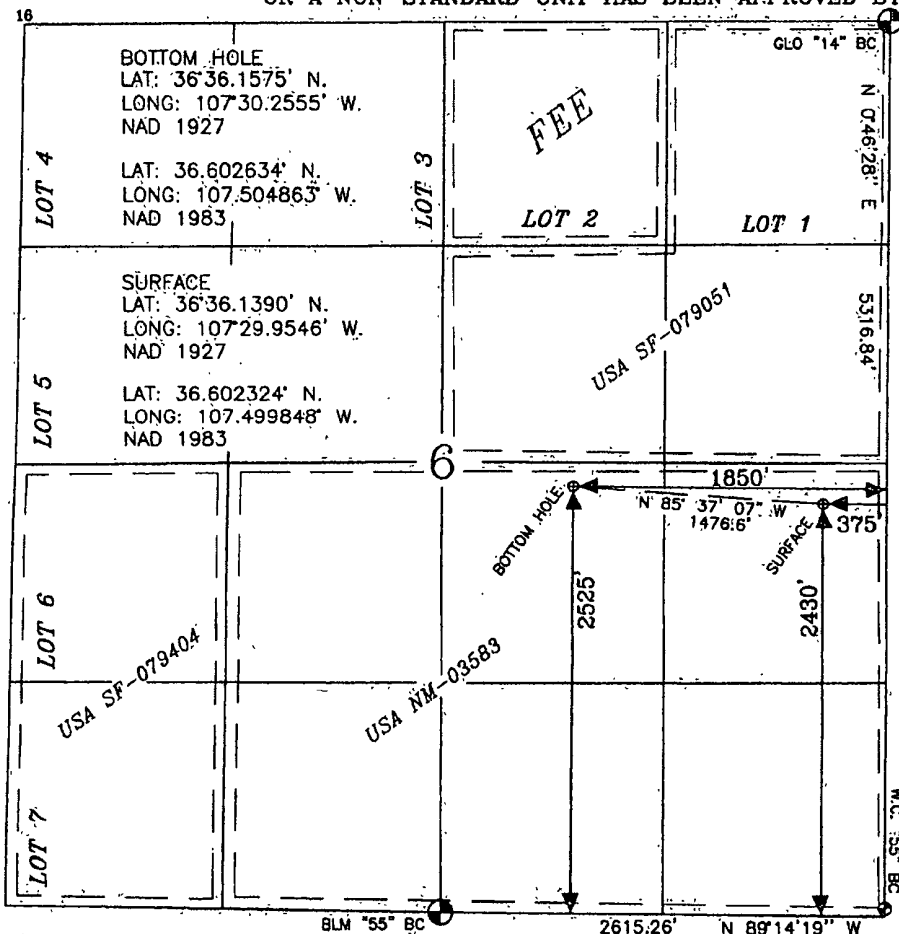 OR A NON-STANDARD UNIT HAS BEEN APPROVED BY
16
BOTTOM HOLE
LAT: 36°36.1575' N.
LONG: 107°30.2555' W.
NAD 1927
LAT: 36.602634° N.
LONG: 107.504863° W.
NAD 1983
GLO "14" BC
FEE
N 0°46'28" E
LOT 4
LOT 3
LOT 2
LOT 1
SURFACE
LAT: 36°36.1390' N.
LONG: 107°29.9546' W.
NAD 1927
LAT: 36.602324° N.
LONG: 107.499848° W.
NAD 1983
USA SF-079051
5316.84'
LOT 5
6
1850'
BOTTOM HOLE
N 85° 37' 07" W
1476.6'
SURFACE
375'
2525'
2430'
LOT 6
USA SF-079404
USA NM-03583
LOT 7
W.C. "55" BC
BLM "55" BC
2615.26'
N 89°14'19" W